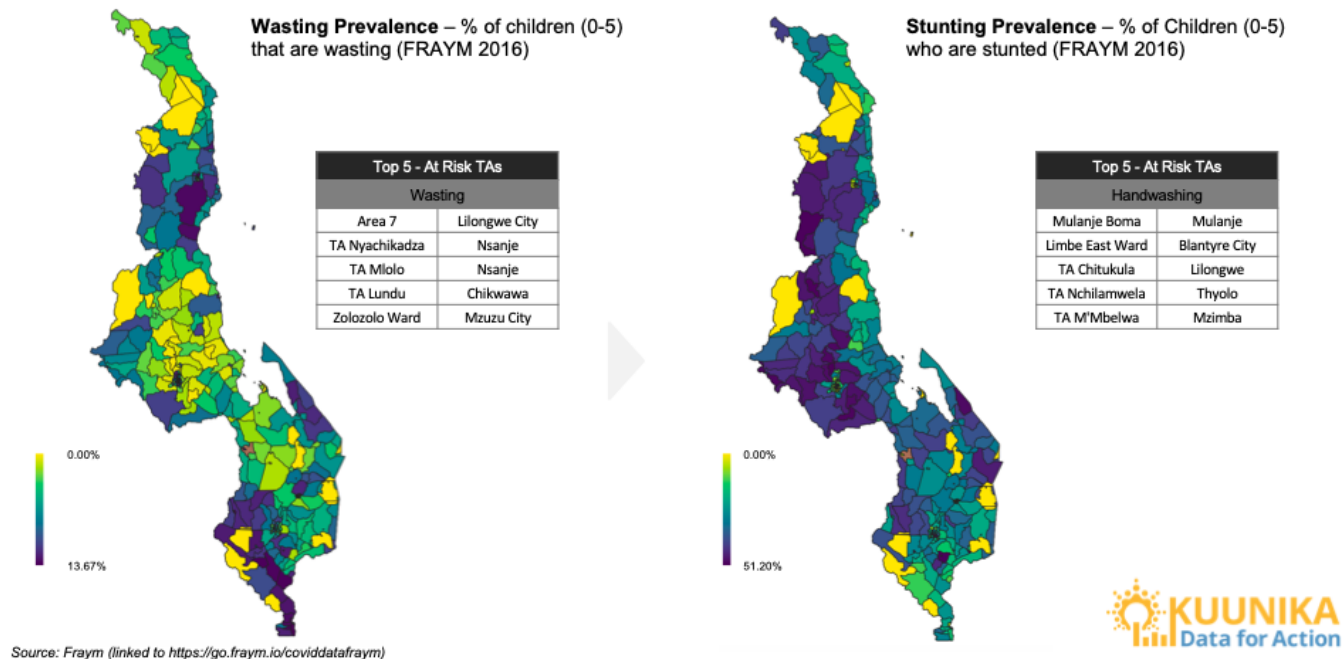 Wasting Prevalence – % of children (0-5)
that are wasting (FRAYM 2016)
Top 5 - At Risk TAs
Wasting
Area 7 Lilongwe City
TA Nyachikadza Nsanje
TA Mlolo Nsanje
TA Lundu Chikwawa
Zolozolo Ward Mzuzu City
0.00%
13.67%
Stunting Prevalence – % of Children (0-5)
who are stunted (FRAYM 2016)
Top 5 - At Risk TAs
Handwashing
Mulanje Boma Mulanje
Limbe East Ward Blantyre City
TA Chitukula Lilongwe
TA Nchilamwela Thyolo
TA M'Mbelwa Mzimba
0.00%
51.20%
KUUNIKA
Data for Action
Source: Fraym (linked to https://go.fraym.io/coviddatafraym)